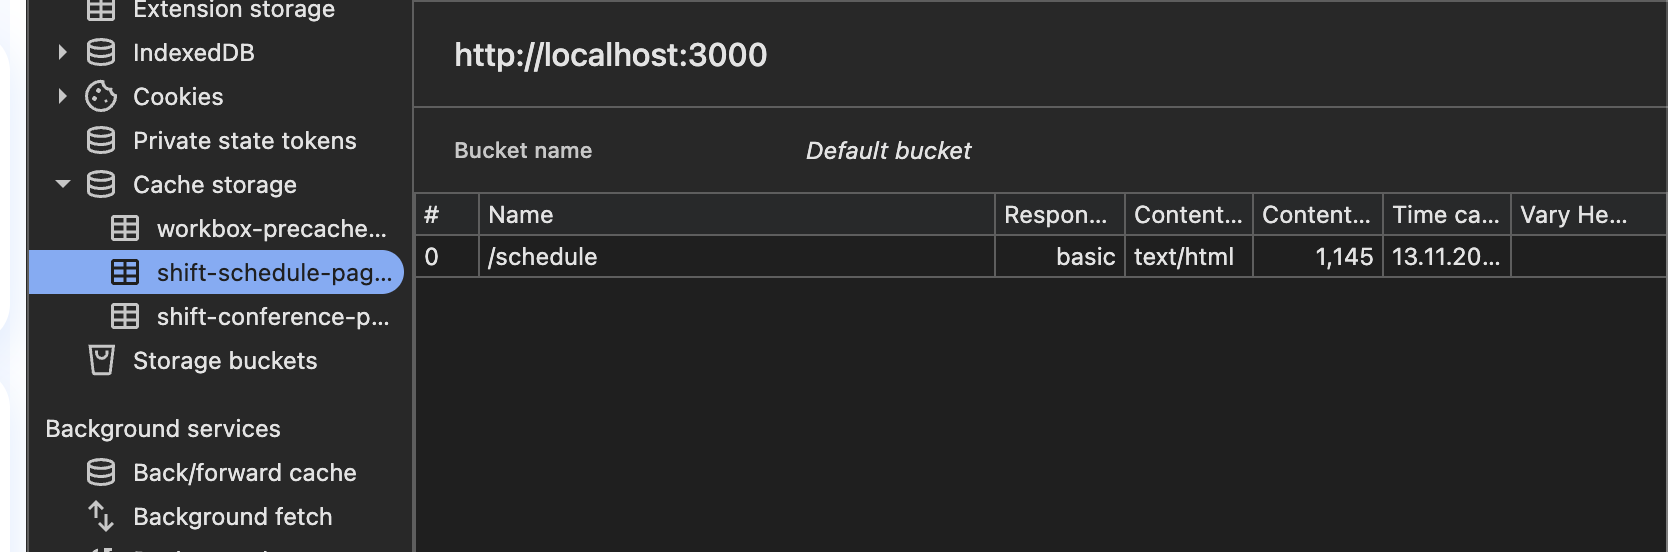 Extension storage
IndexedDB
Cookies
Private state tokens
Cache storage
workbox-precache...
shift-schedule-pag...
shift-conference-p...
Storage buckets
Background services
Back/forward cache
Background fetch
http://localhost:3000
Bucket name Default bucket
# Name Respon... Content... Content... Time ca... Vary He...
0 /schedule basic text/html 1,145 13.11.20...